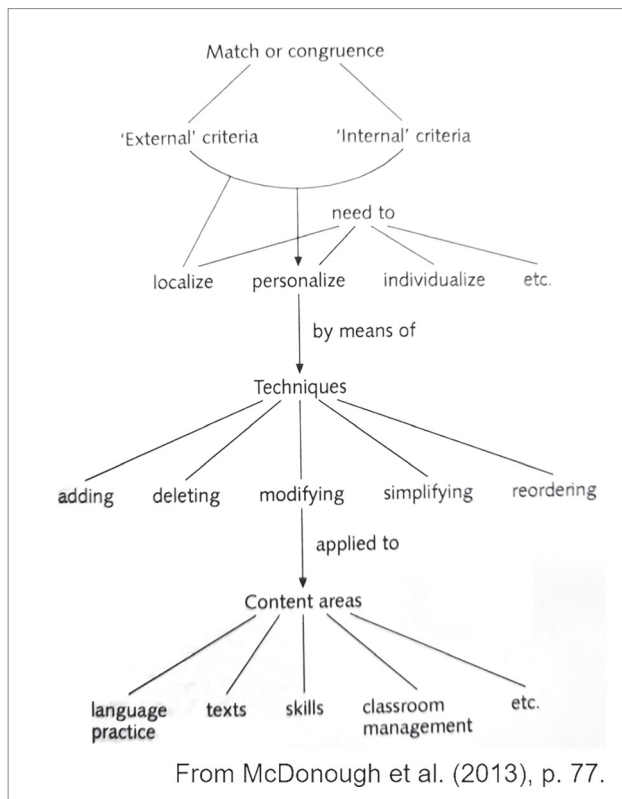 Match or congruence
'External' criteria 'Internal' criteria
need to
localize personalize individualize etc.
by means of
Techniques
adding deleting modifying simplifying reordering
applied to
Content areas
language texts skills classroom etc.
practice management
From McDonough et al. (2013), p. 77.